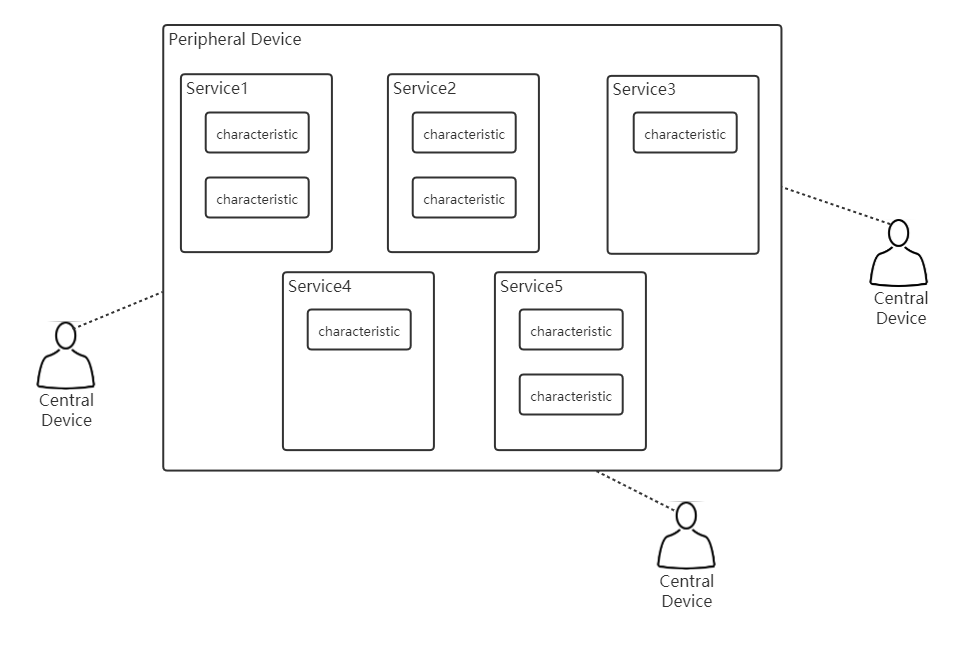 Peripheral Device
Service1
characteristic
characteristic
Service2
characteristic
characteristic
Service3
characteristic
Service4
characteristic
Service5
characteristic
characteristic
Central
Device
Central
Device
Central
Device